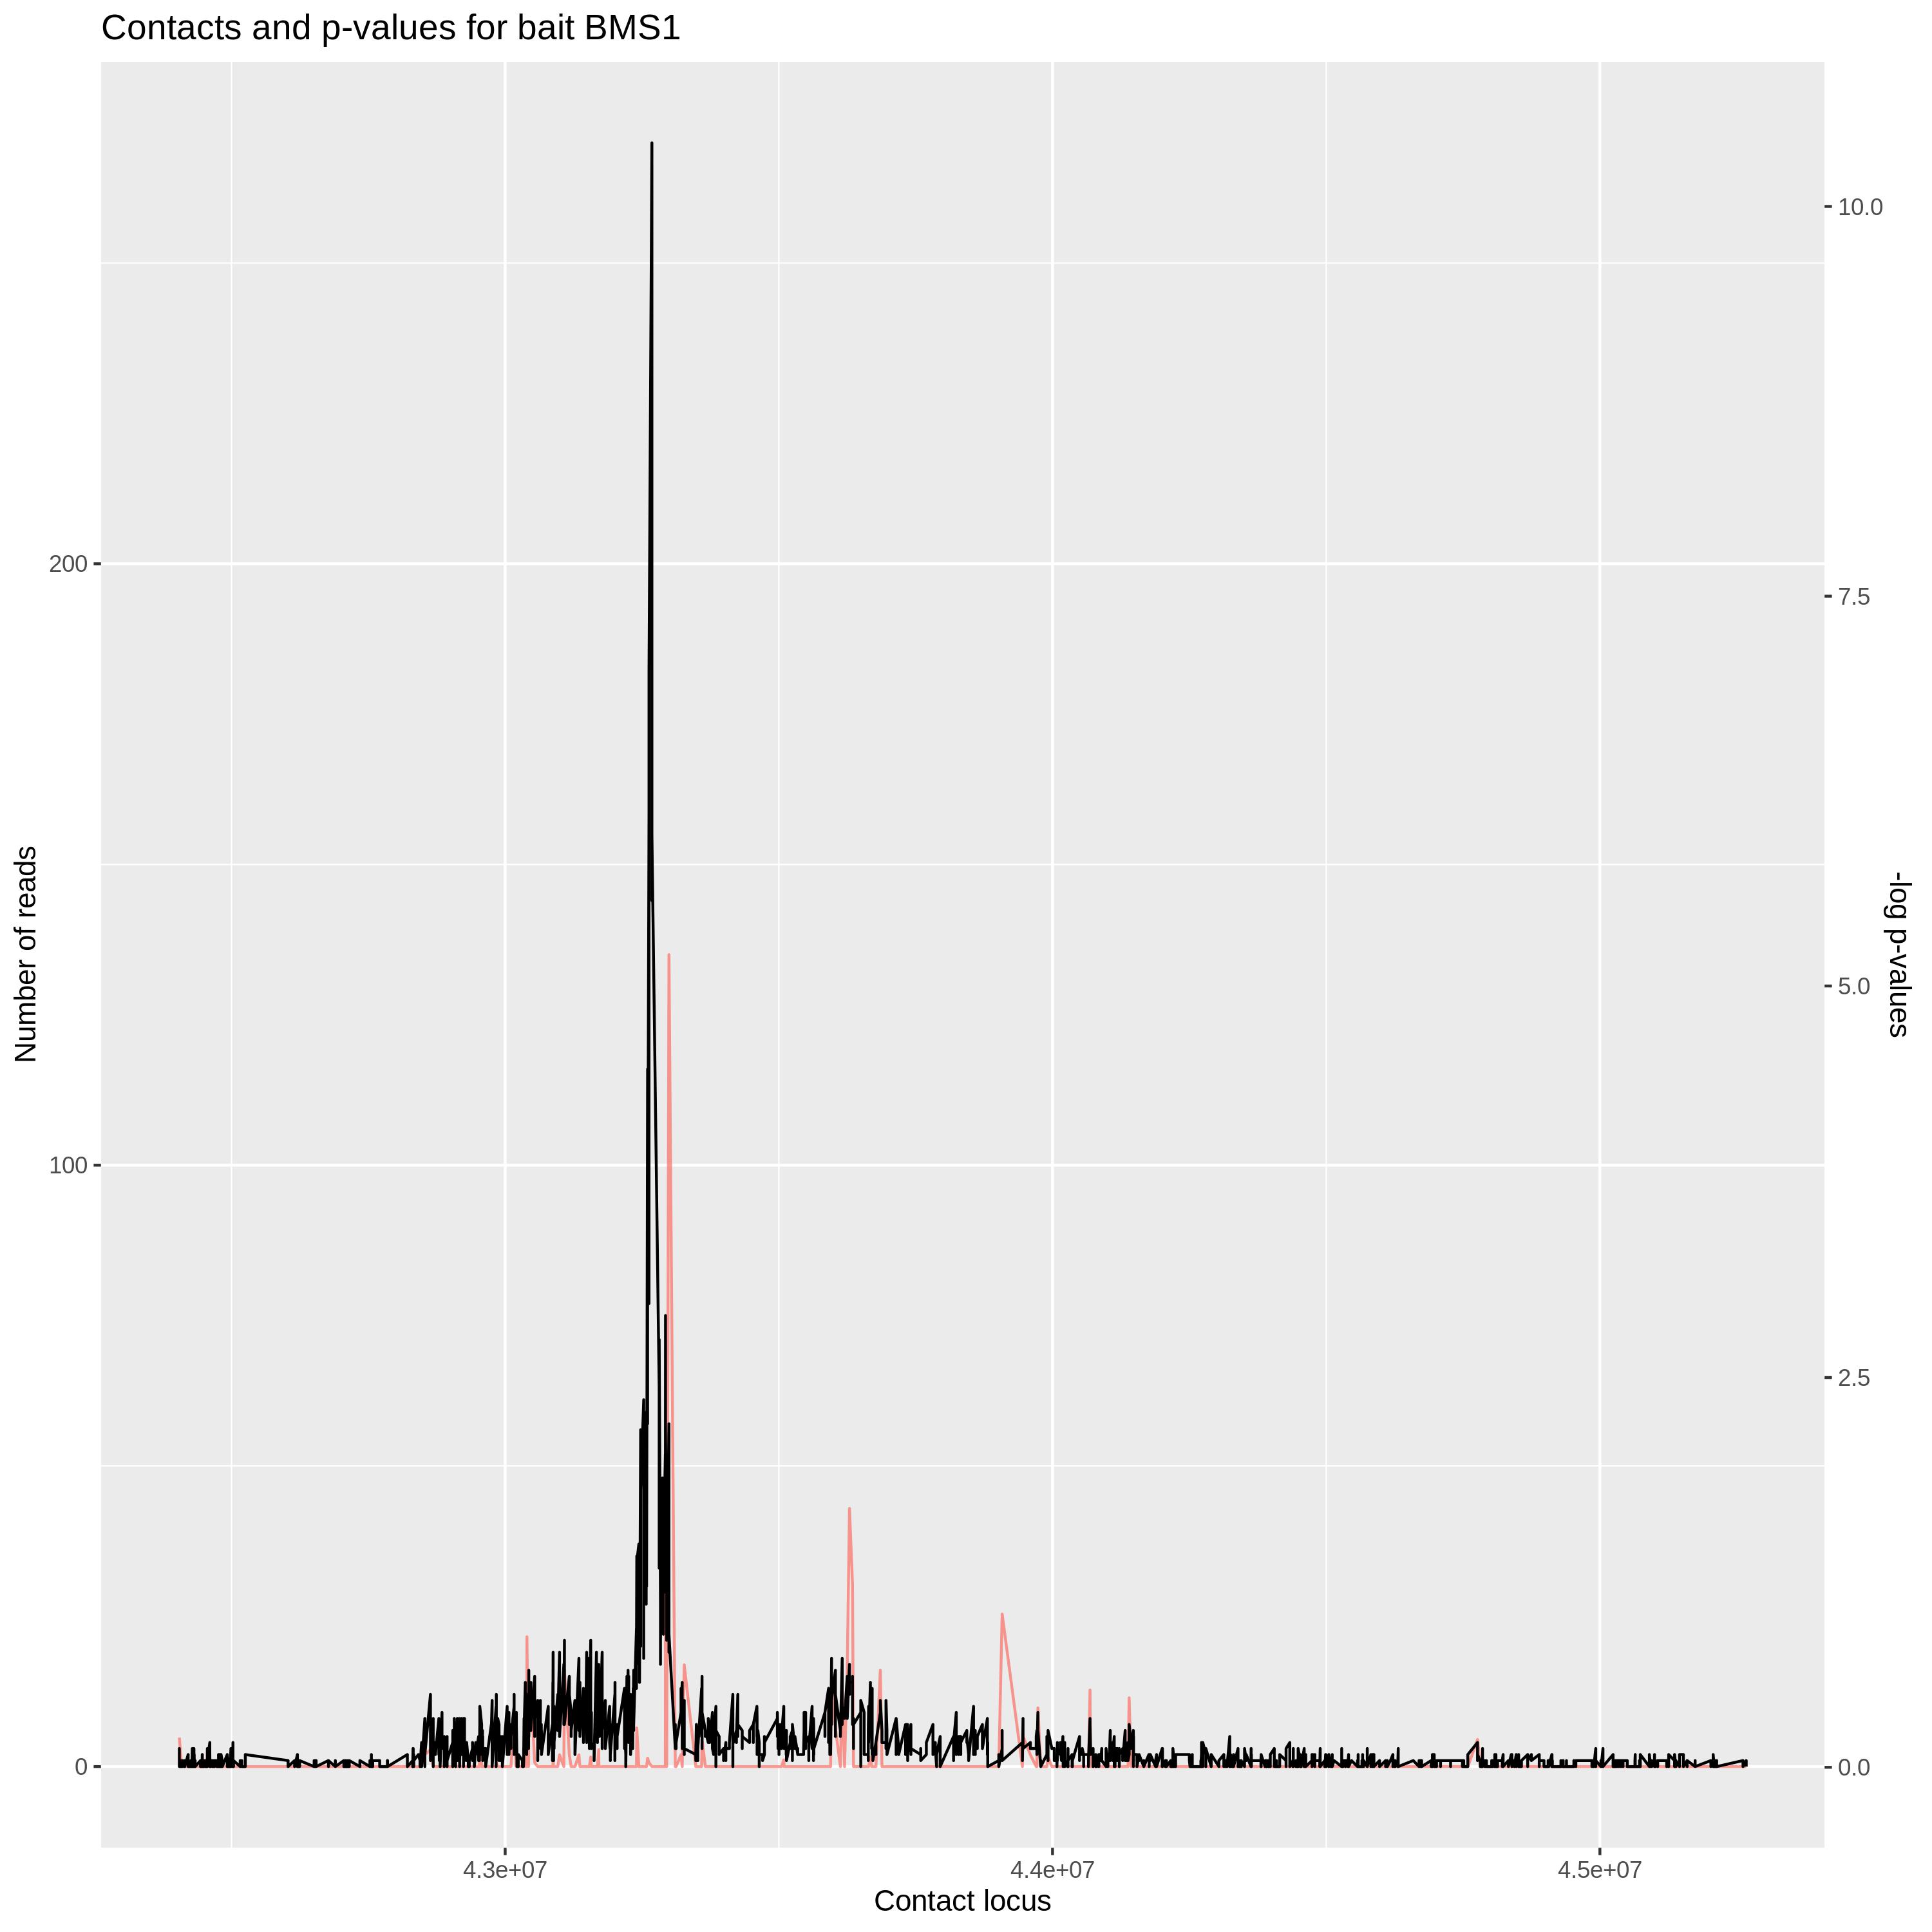 Contacts and p-values for bait BMS1
Number of reads
200
100
0
10.0
7.5
5.0
2.5
0.0
-log p-values
4.3e+07
4.4e+07
4.5e+07
Contact locus